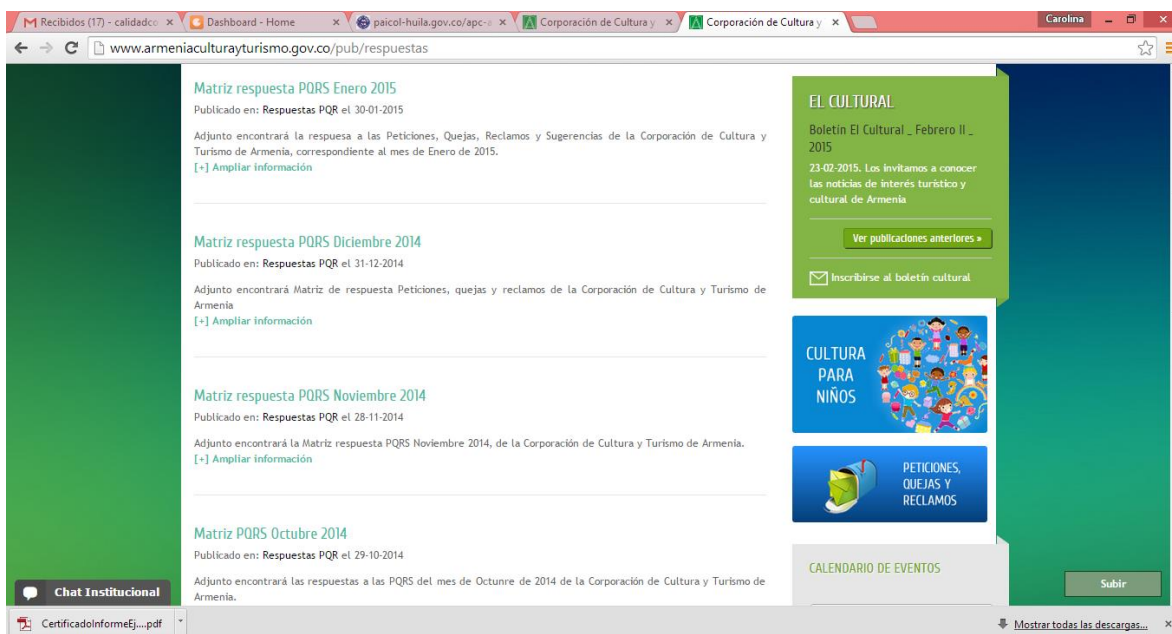 Recibidos (17) - calidadco
Dashboard - Home
paicol-huila.gov.co/apc-a
Corporación de Cultura y
Corporación de Cultura y
Carolina
www.armeniaculturayturismo.gov.co/pub/respuestas
Matriz respuesta PQRS Enero 2015
Publicado en: Respuestas PQR el 30-01-2015
Adjunto encontrará la respuesa a las Peticiones, Quejas, Reclamos y Sugerencias de la Corporación de Cultura y
Turismo de Armenia, correspondiente al mes de Enero de 2015.
[+] Ampliar información
Matriz respuesta PQRS Diciembre 2014
Publicado en: Respuestas PQR el 31-12-2014
Adjunto encontrará Matriz de respuesta Peticiones, quejas y reclamos de la Corporación de Cultura y Turismo de
Armenia
[+] Ampliar información
Matriz respuesta PQRS Noviembre 2014
Publicado en: Respuestas PQR el 28-11-2014
Adjunto encontrará la Matriz respuesta PQRS Noviembre 2014, de la Corporación de Cultura y Turismo de Armenia.
[+] Ampliar información
Matriz PQRS Octubre 2014
Publicado en: Respuestas PQR el 29-10-2014
Adjunto encontrará las respuestas a las PQRS del mes de Octunre de 2014 de la Corporación de Cultura y Turismo de
Armenia.
EL CULTURAL
Boletín El Cultural _ Febrero II _
2015
23-02-2015. Los invitamos a conocer
las noticias de interés turístico y
cultural de Armenia
Ver publicaciones anteriores »
Inscribirse al boletín cultural
CULTURA
PARA
NIÑOS
PETICIONES,
QUEJAS Y
RECLAMOS
CALENDARIO DE EVENTOS
Subir
Chat Institucional
CertificadoInformeEj....pdf
Mostrar todas las descargas...